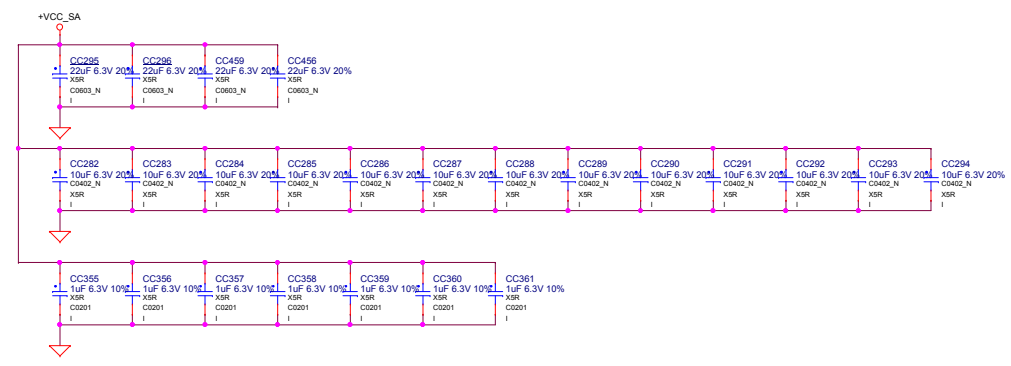 +VCC_SA
CC295 CC296 CC459 CC456
22uF 6.3V 20% 22uF 6.3V 20% 22uF 6.3V 20% 22uF 6.3V 20%
X5R X5R X5R X5R
C0603_N C0603_N C0603_N C0603_N
I I I I
CC282 CC283 CC284 CC285 CC286 CC287 CC288 CC289 CC290 CC291 CC292 CC293 CC294
10uF 6.3V 20% 10uF 6.3V 20% 10uF 6.3V 20% 10uF 6.3V 20% 10uF 6.3V 20% 10uF 6.3V 20% 10uF 6.3V 20% 10uF 6.3V 20% 10uF 6.3V 20% 10uF 6.3V 20% 10uF 6.3V 20% 10uF 6.3V 20% 10uF 6.3V 20%
C0402_N C0402_N C0402_N C0402_N C0402_N C0402_N C0402_N C0402_N C0402_N C0402_N C0402_N C0402_N C0402_N
X5R X5R X5R X5R X5R X5R X5R X5R X5R X5R X5R X5R X5R
I I I I I I I I I I I I I
CC355 CC356 CC357 CC358 CC359 CC360 CC361
1uF 6.3V 10% 1uF 6.3V 10% 1uF 6.3V 10% 1uF 6.3V 10% 1uF 6.3V 10% 1uF 6.3V 10% 1uF 6.3V 10%
X5R X5R X5R X5R X5R X5R X5R
C0201 C0201 C0201 C0201 C0201 C0201 C0201
I I I I I I I